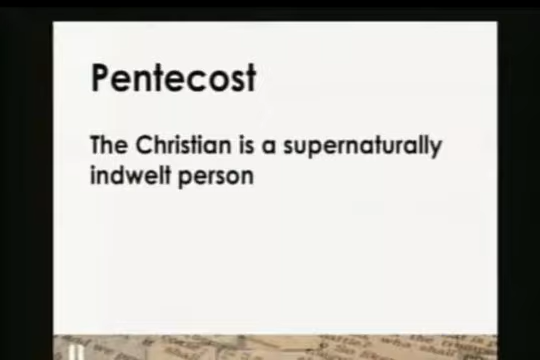 Pentecost
The Christian is a supernaturally
indwelt person